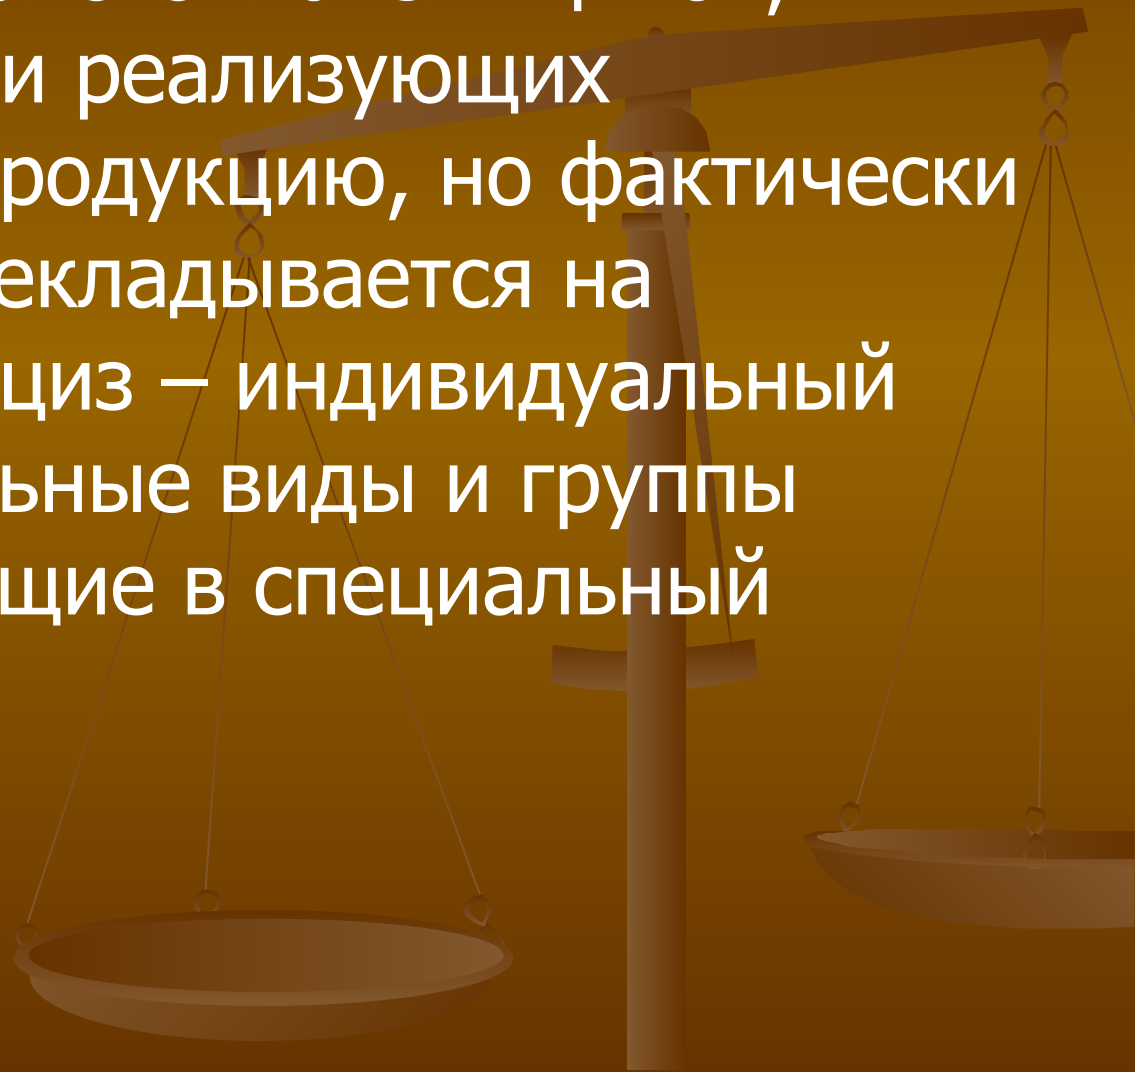 и реализующих
родукцию, но фактически
екладывается на
циз – индивидуальный
ьные виды и группы
щие в специальный